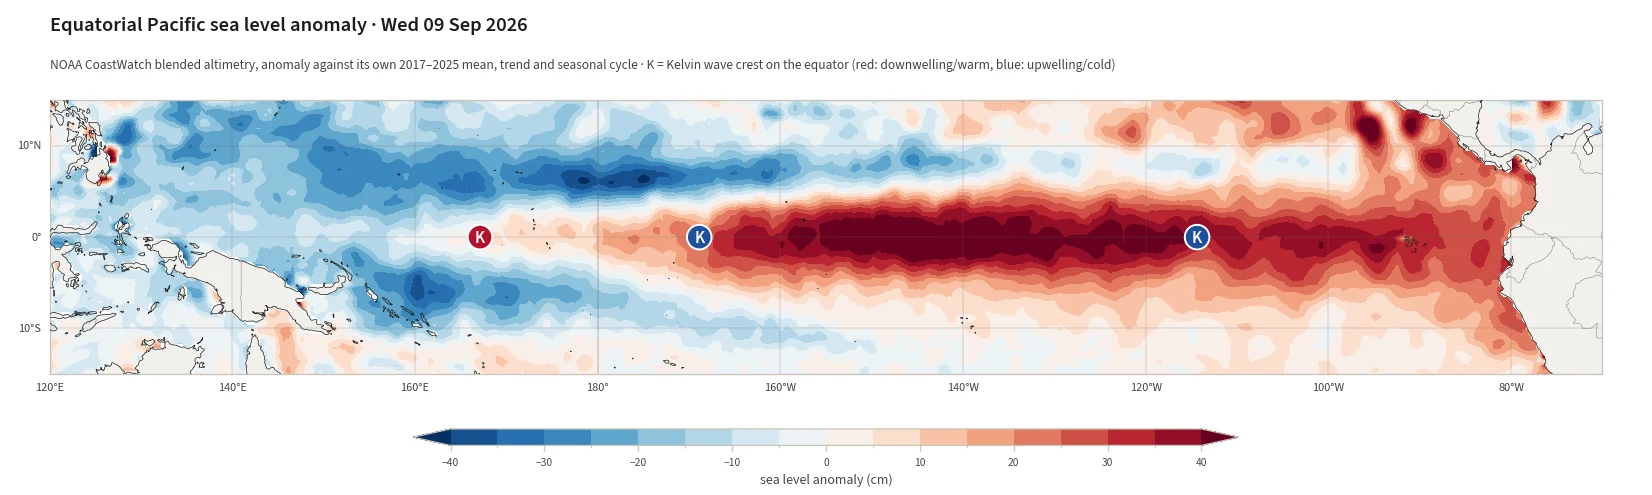 Equatorial Pacific sea level anomaly · Wed 09 Sep 2026
NOAA CoastWatch blended altimetry, anomaly against its own 2017–2025 mean, trend and seasonal cycle · K = Kelvin wave crest on the equator (red: downwelling/warm, blue: upwelling/cold)
10°N
0°
K K K
10°S
120°E 140°E 160°E 180° 160°W 140°W 120°W 100°W 80°W
−40 −30 −20 −10 0 10 20 30 40
sea level anomaly (cm)